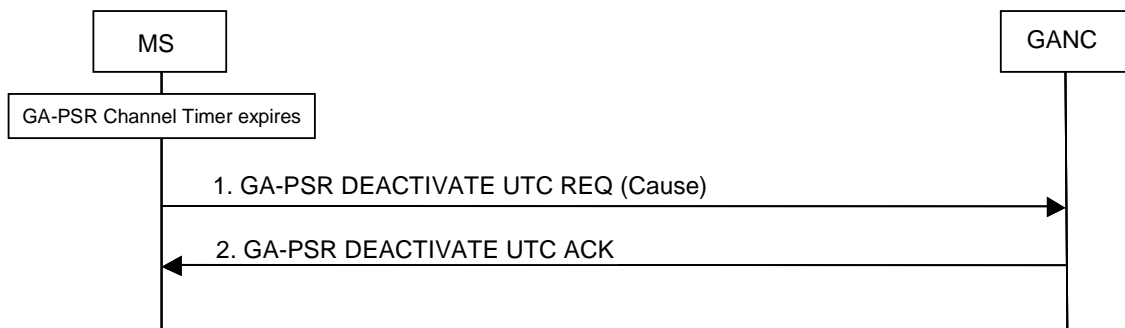 MS
GANC
GA-PSR Channel Timer expires
1. GA-PSR DEACTIVATE UTC REQ (Cause)
2. GA-PSR DEACTIVATE UTC ACK